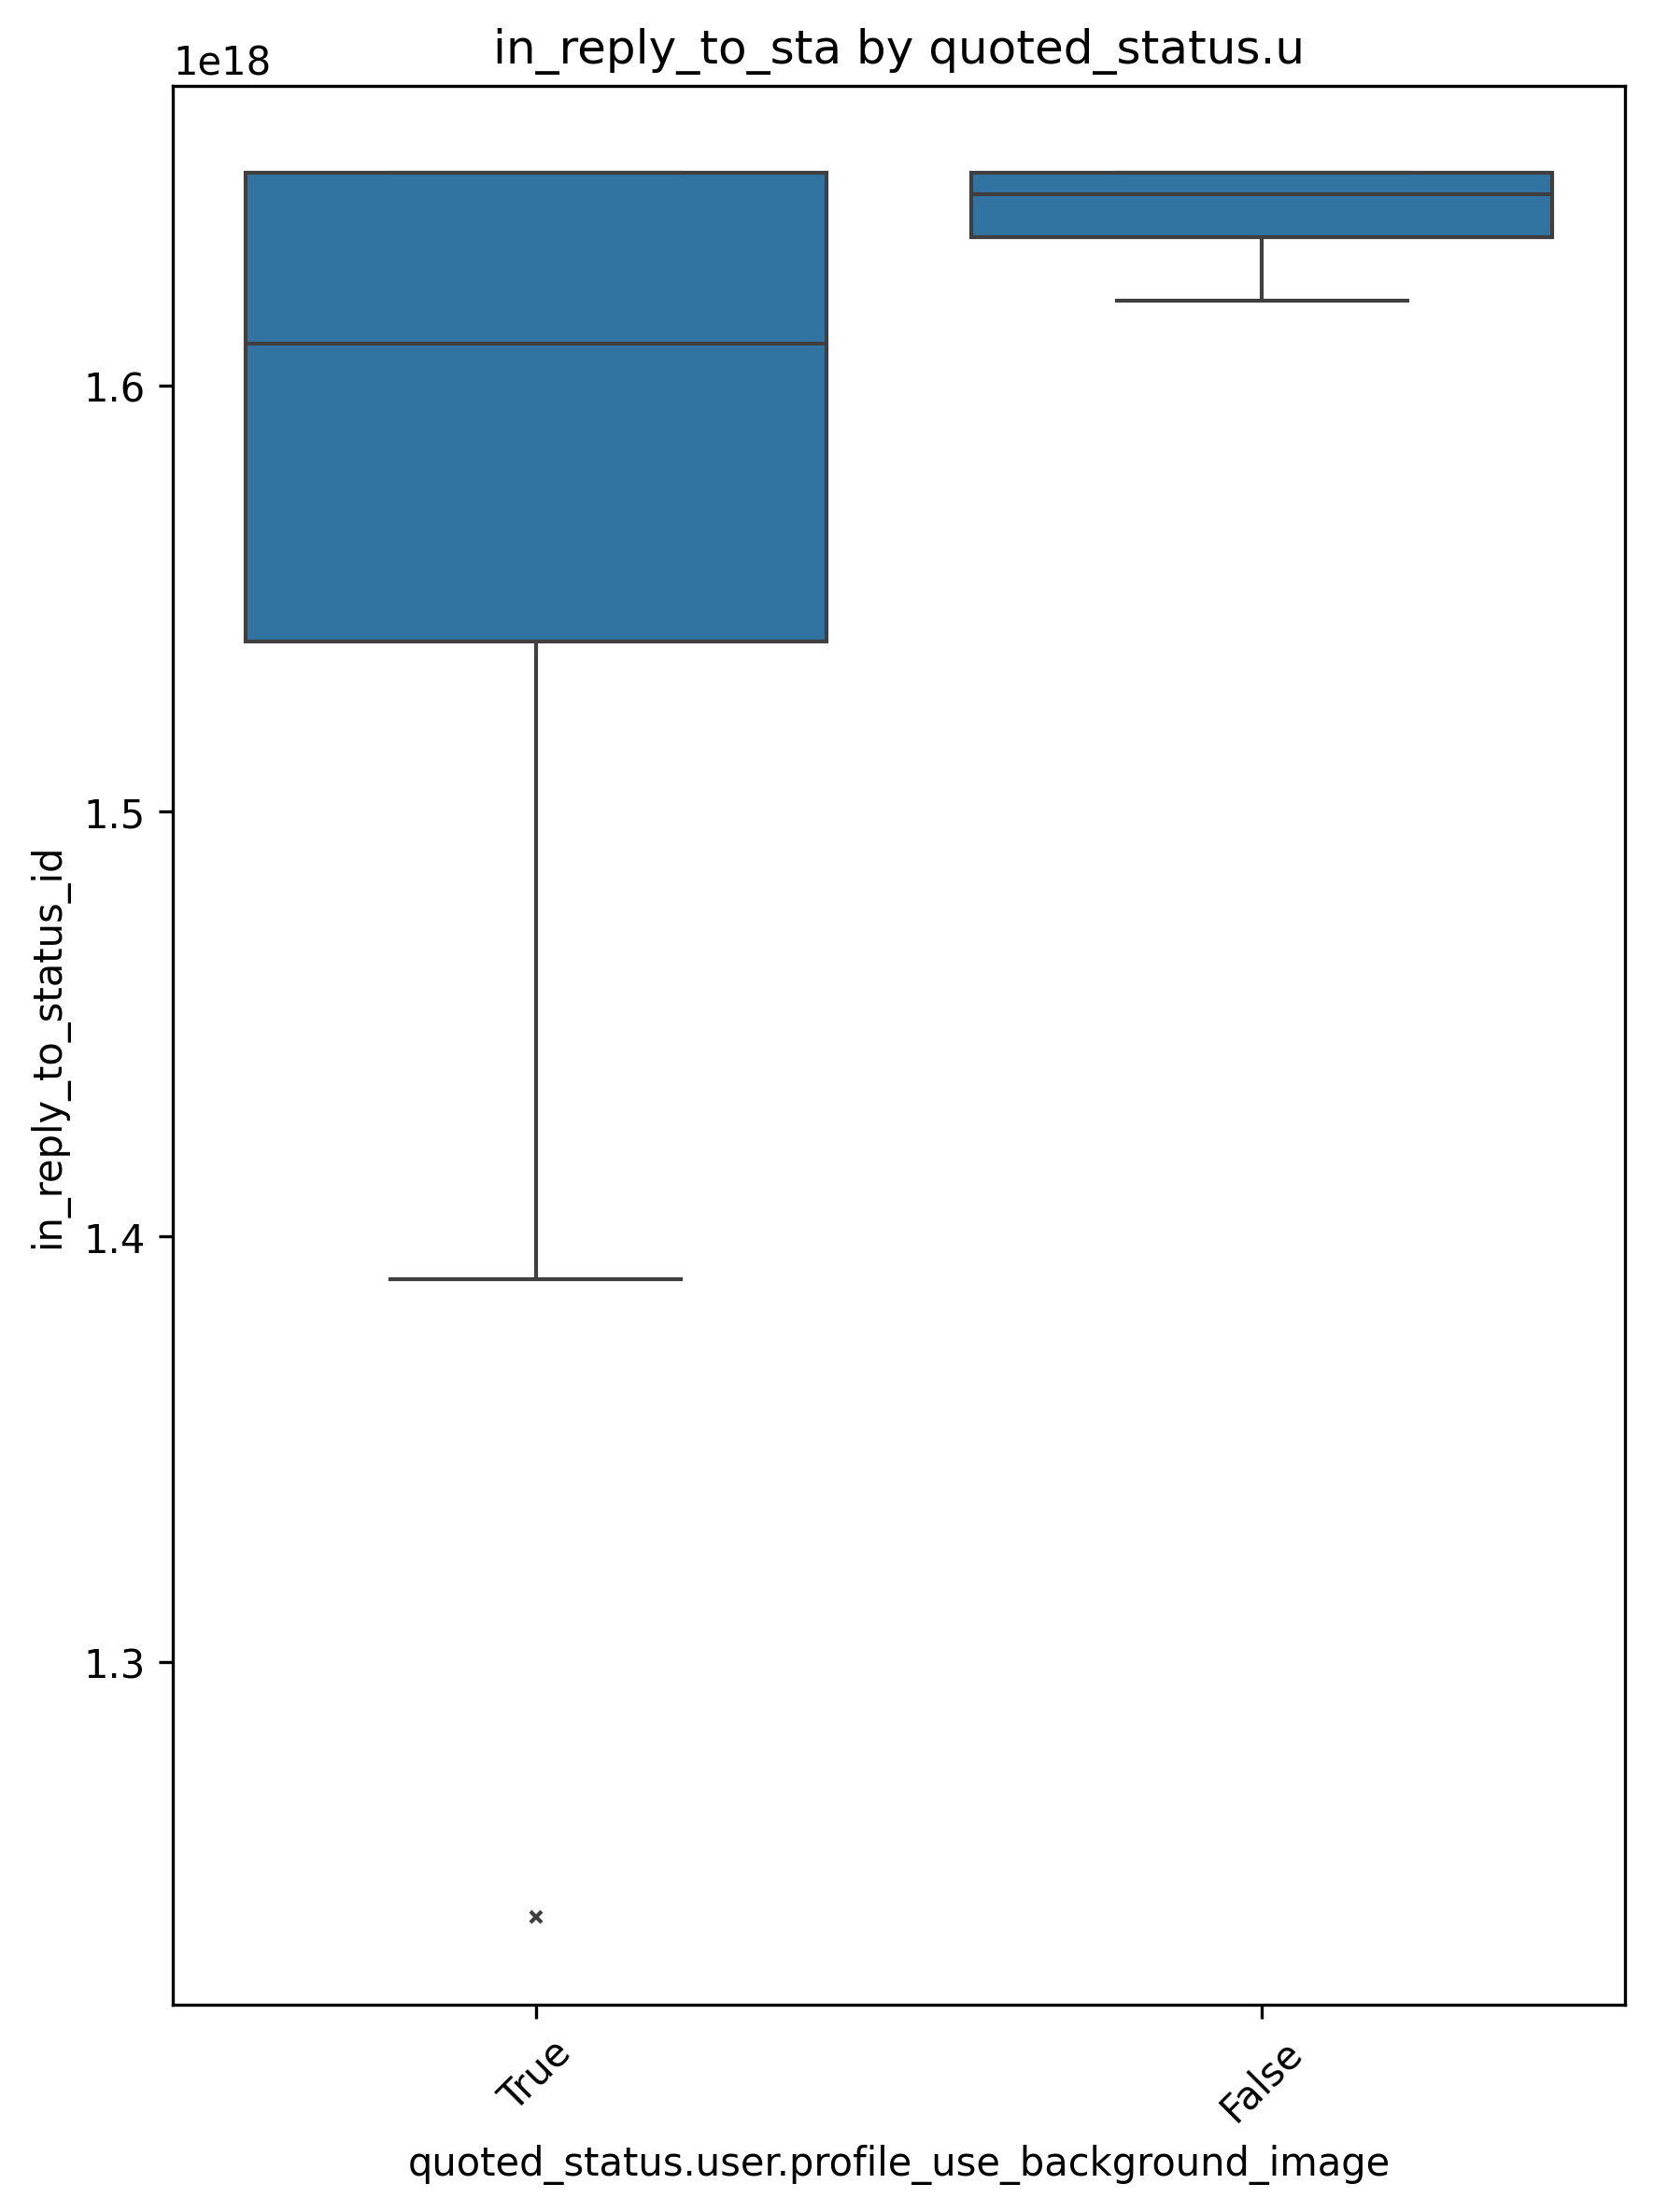 in_reply_to_sta by quoted_status.u
1e18
1.6
1.5
1.4
1.3
in_reply_to_status_id
True
False
quoted_status.user.profile_use_background_image